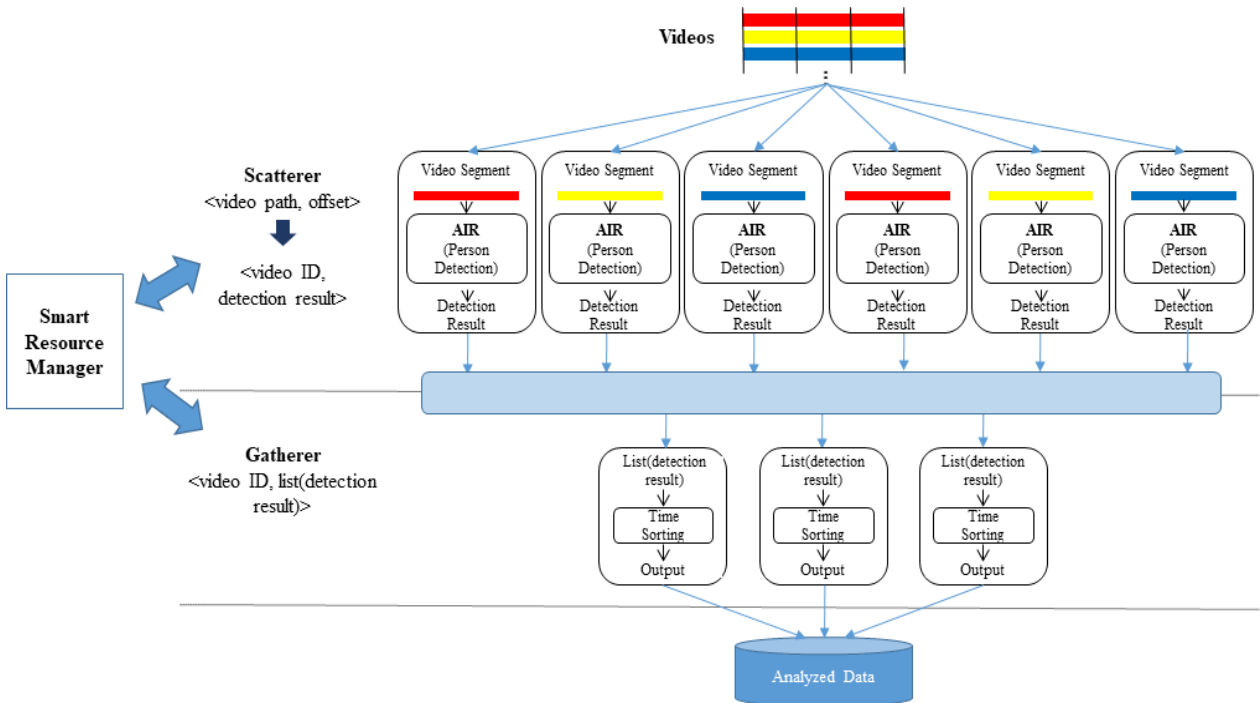 Videos
Scatterer
<video path, offset>
<video ID,
detection result>
Smart
Resource
Manager
Gatherer
<video ID, list(detection
result)>
Video Segment
AIR
(Person
Detection)
Detection
Result
Video Segment
AIR
(Person
Detection)
Detection
Result
Video Segment
AIR
(Person
Detection)
Detection
Result
Video Segment
AIR
(Person
Detection)
Detection
Result
Video Segment
AIR
(Person
Detection)
Detection
Result
Video Segment
AIR
(Person
Detection)
Detection
Result
List(detection
result)
Time
Sorting
Output
List(detection
result)
Time
Sorting
Output
List(detection
result)
Time
Sorting
Output
Analyzed Data